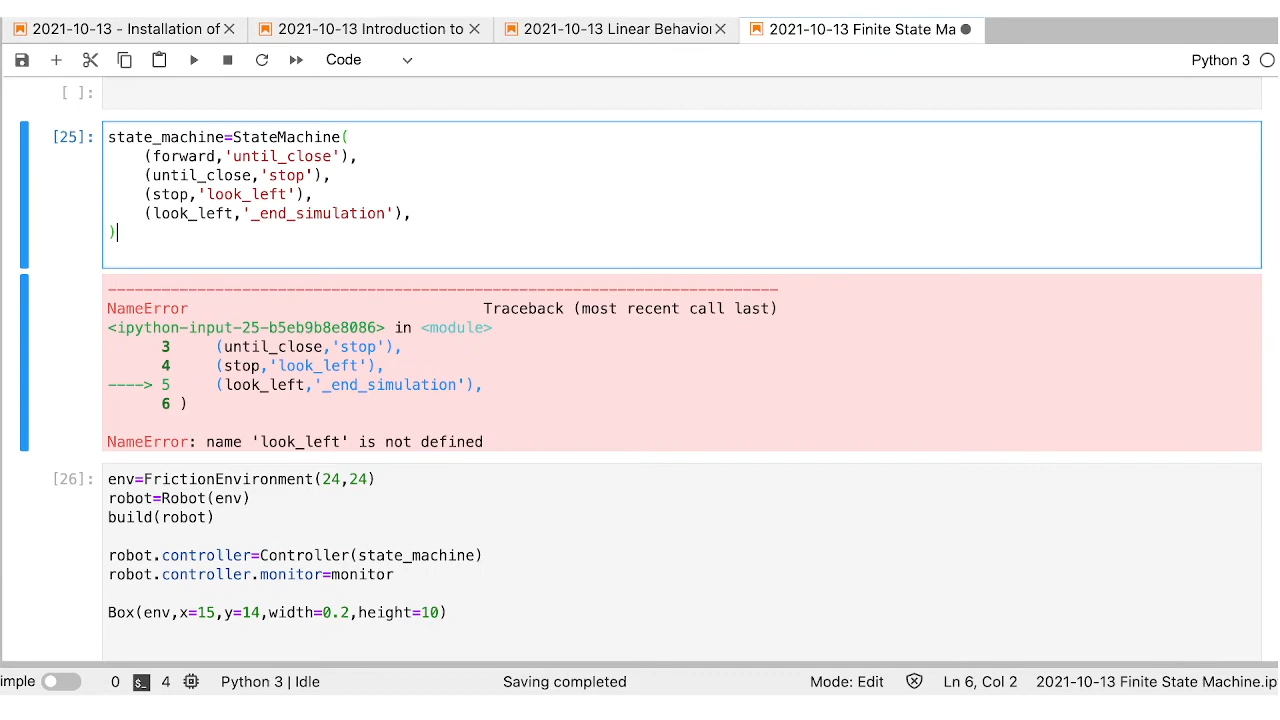 2021-10-13 - Installation of
2021-10-13 Introduction to
2021-10-13 Linear Behavior
2021-10-13 Finite State Ma
Code
Python 3
[ ]:
[25]:
state_machine=StateMachine(
    (forward,'until_close'),
    (until_close,'stop'),
    (stop,'look_left'),
    (look_left,'_end_simulation'),
)
---------------------------------------------------------------------------
NameError                                 Traceback (most recent call last)
<ipython-input-25-b5eb9b8e8086> in <module>
      3     (until_close,'stop'),
      4     (stop,'look_left'),
----> 5     (look_left,'_end_simulation'),
      6 )
NameError: name 'look_left' is not defined
[26]:
env=FrictionEnvironment(24,24)
robot=Robot(env)
build(robot)
robot.controller=Controller(state_machine)
robot.controller.monitor=monitor
Box(env,x=15,y=14,width=0.2,height=10)
imple
0
$_
4
Python 3 | Idle
Saving completed
Mode: Edit
Ln 6, Col 2
2021-10-13 Finite State Machine.ip